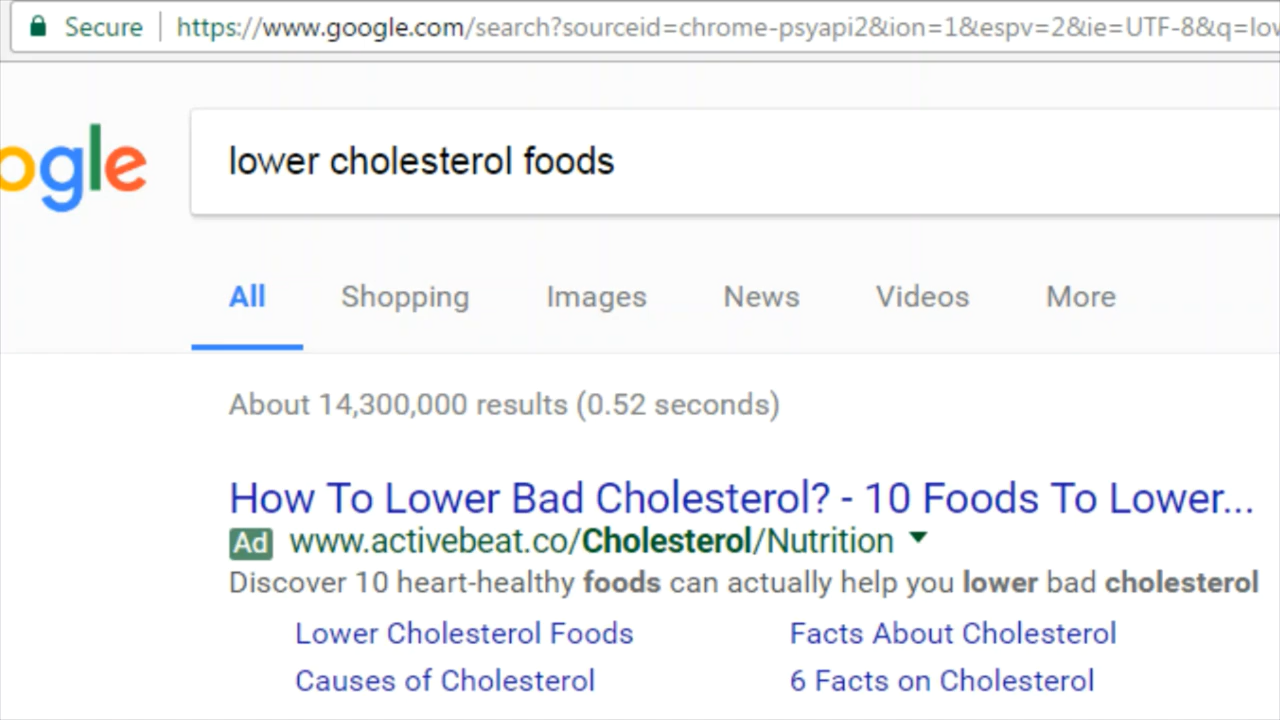 Secure | https://www.google.com/search?sourceid=chrome-psyapi2&ion=1&espv=2&ie=UTF-8&q=lov
ogle
lower cholesterol foods
All Shopping Images News Videos More
About 14,300,000 results (0.52 seconds)
How To Lower Bad Cholesterol? - 10 Foods To Lower...
Ad www.activebeat.co/Cholesterol/Nutrition
Discover 10 heart-healthy foods can actually help you lower bad cholesterol
Lower Cholesterol Foods Facts About Cholesterol
Causes of Cholesterol 6 Facts on Cholesterol